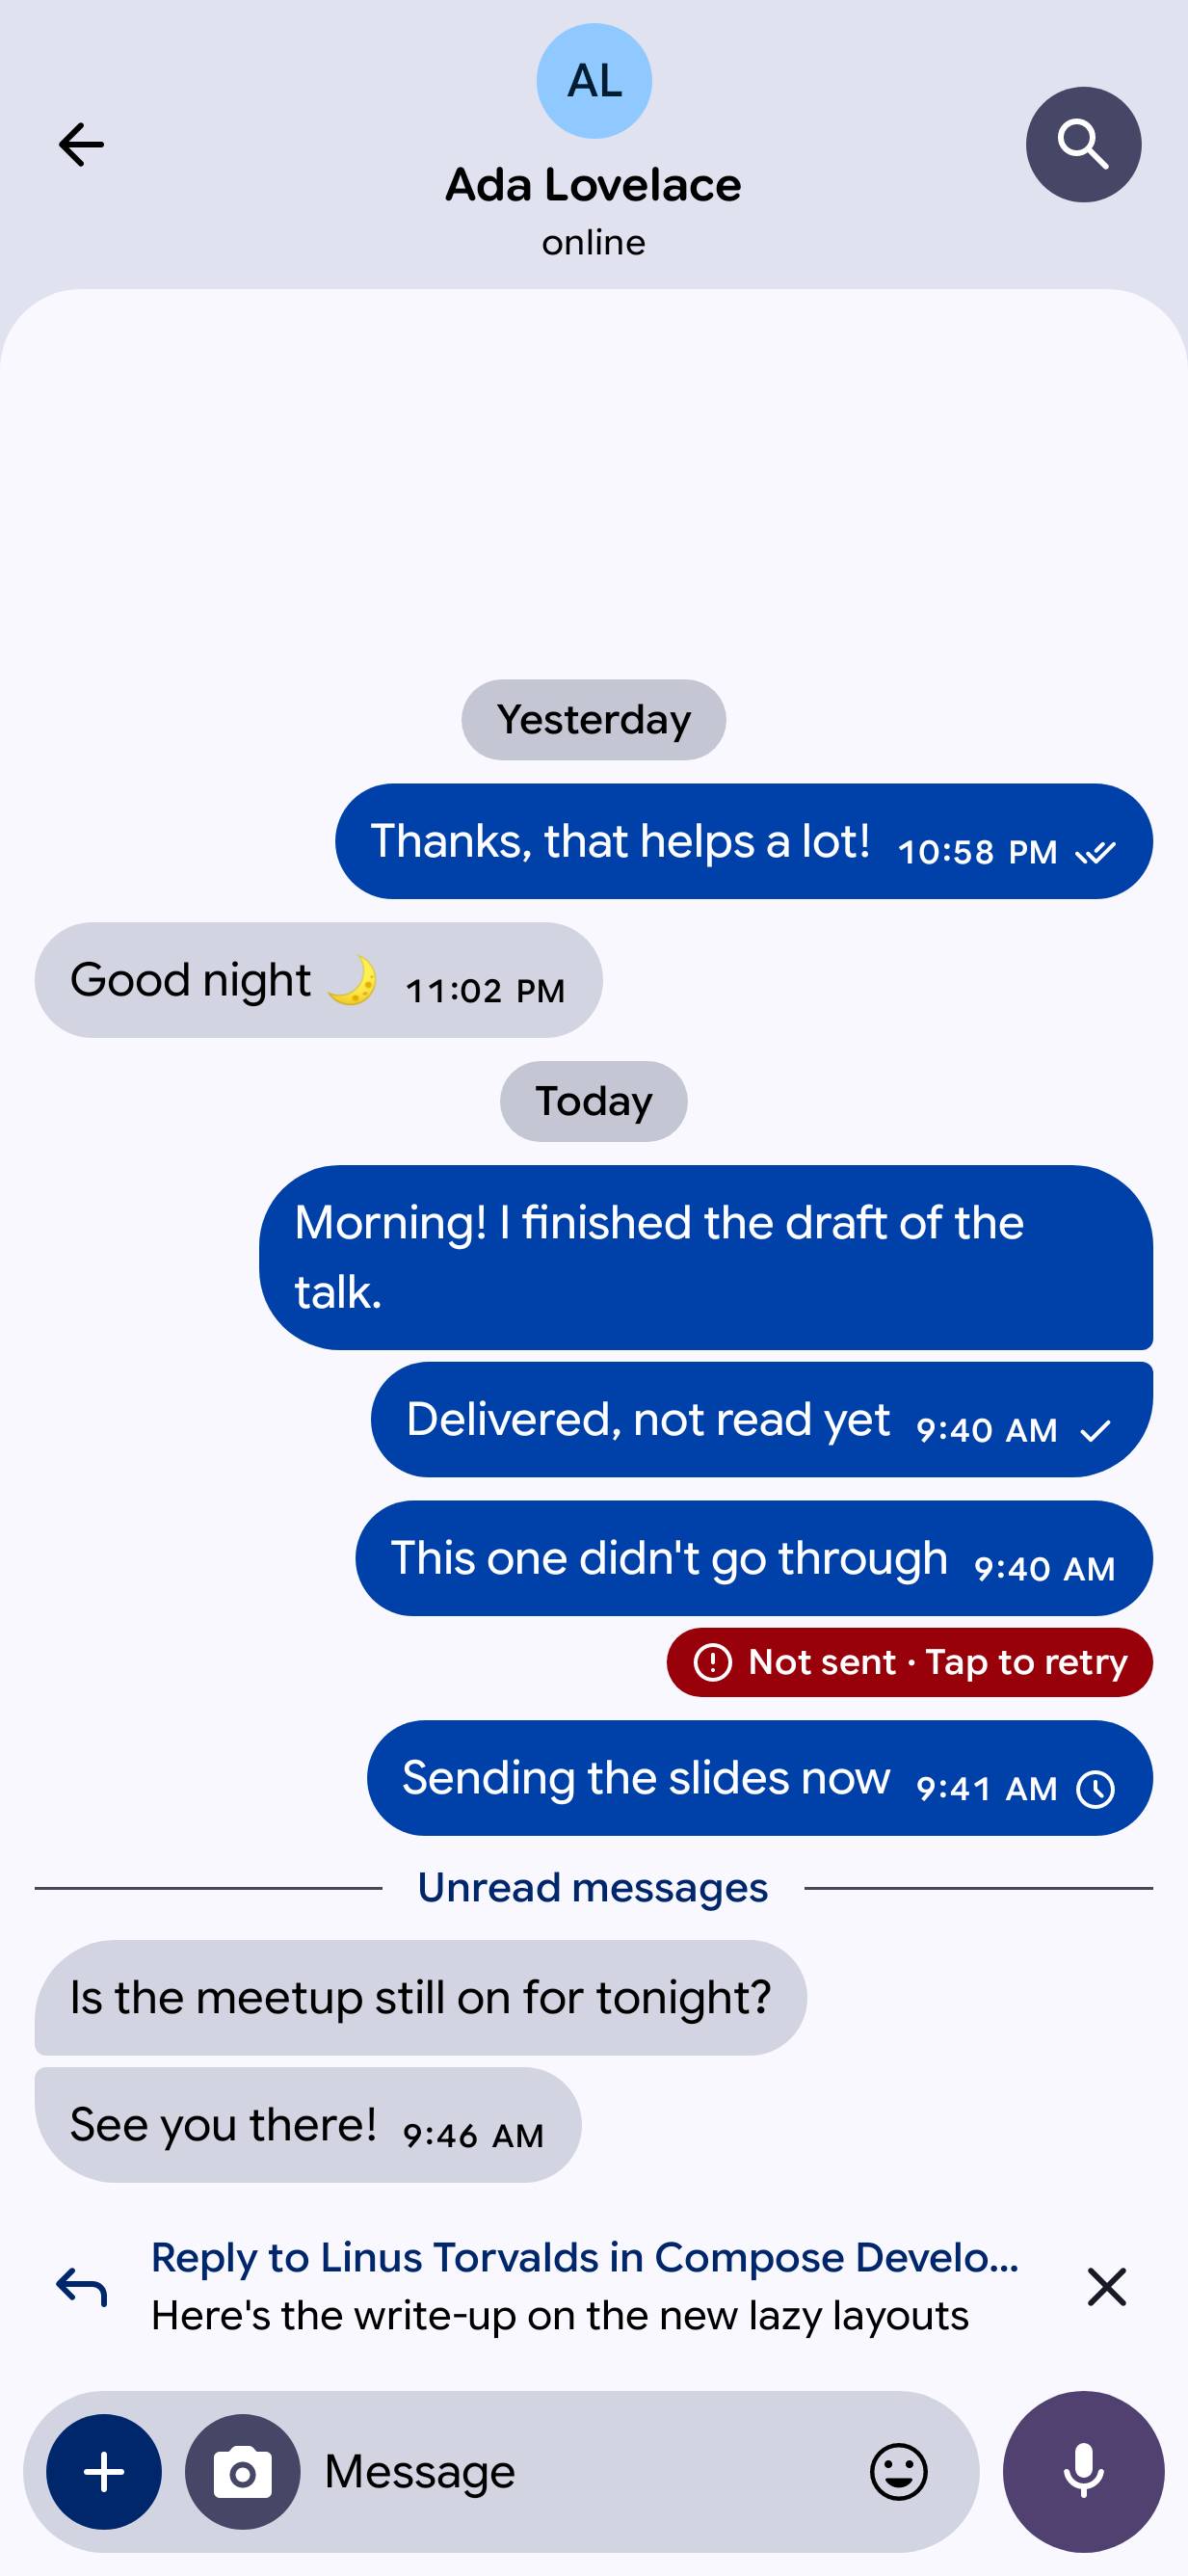 AL
Ada Lovelace
online
Yesterday
Thanks, that helps a lot! 10:58 PM
Good night 🌙 11:02 PM
Today
Morning! I finished the draft of the
talk.
Delivered, not read yet 9:40 AM
This one didn't go through 9:40 AM
Not sent · Tap to retry
Sending the slides now 9:41 AM
Unread messages
Is the meetup still on for tonight?
See you there! 9:46 AM
Reply to Linus Torvalds in Compose Develo...
Here's the write-up on the new lazy layouts
Message